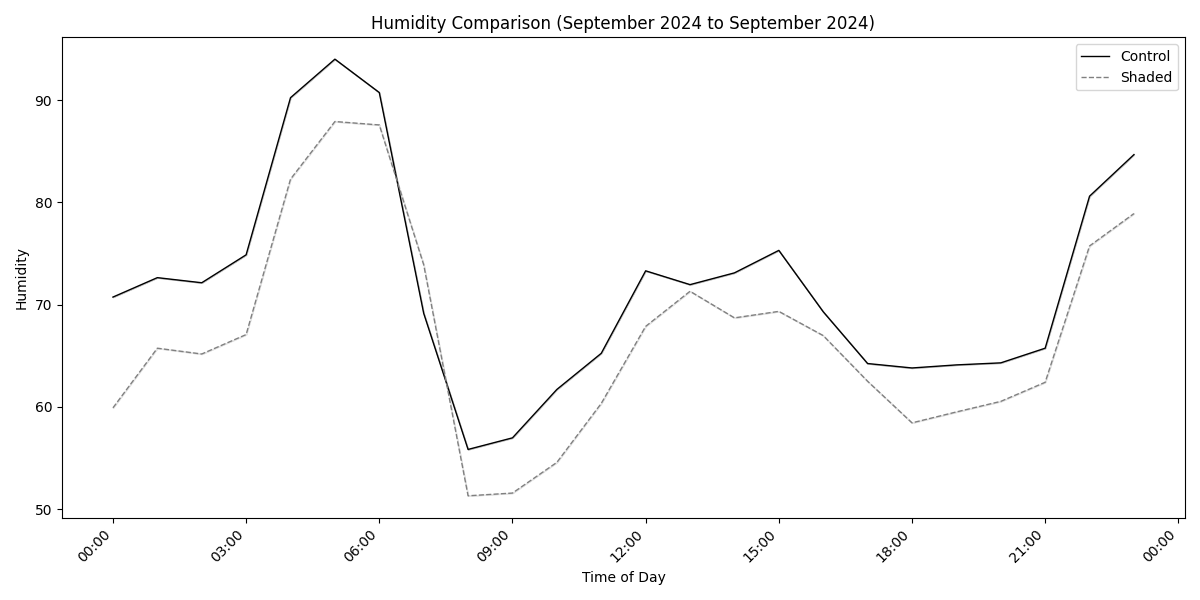 Humidity Comparison (September 2024 to September 2024)
Control
Shaded
Humidity
90
80
70
60
50
00:00
03:00
06:00
09:00
12:00
15:00
18:00
21:00
00:00
Time of Day